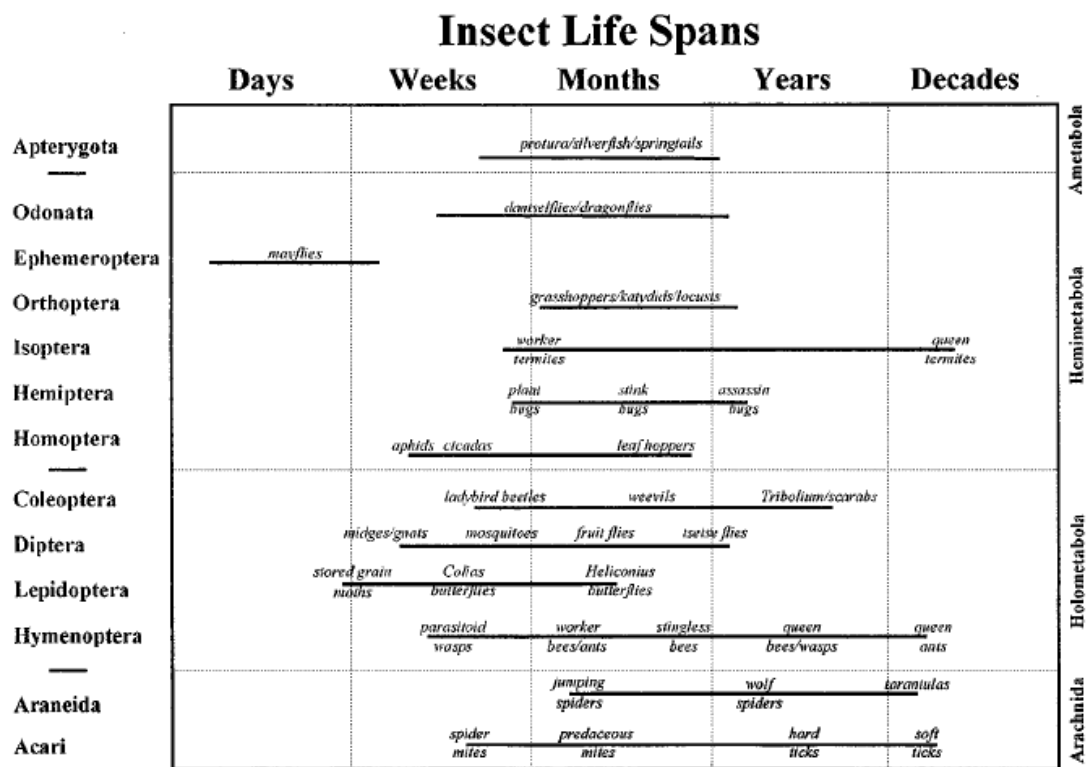 Insect Life Spans
Days Weeks Months Years Decades
Apterygota protura/silverfish/springtails
Ametabola
Odonata damselflies/dragonflies
Ephemeroptera mayflies
Orthoptera grasshoppers/katydids/locusts
Isoptera worker termites queen termites
Hemiptera plant bugs stink bugs assassin bugs
Homoptera aphids cicadas leafhoppers
Hemimetabola
Coleoptera ladybird beetles weevils Tribolium/scarabs
Diptera midges/gnats mosquitoes fruit flies tsetse flies
Lepidoptera stored grain moths Colias butterflies Heliconius butterflies
Hymenoptera parasitoid wasps worker bees/ants stingless bees queen bees/wasps queen ants
Holometabola
Araneida jumping spiders wolf spiders tarantulas
Acari spider mites predaceous mites hard ticks soft ticks
Arachnida